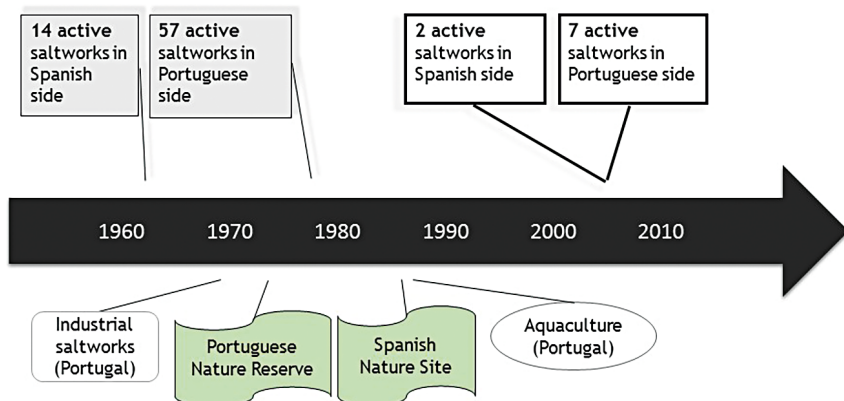 14 active
saltworks in
Spanish
side
57 active
saltworks in
Portuguese
side
2 active
saltworks in
Spanish side
7 active
saltworks in
Portuguese side
1960 1970 1980 1990 2000 2010
Industrial
saltworks
(Portugal)
Portuguese
Nature Reserve
Spanish
Nature Site
Aquaculture
(Portugal)